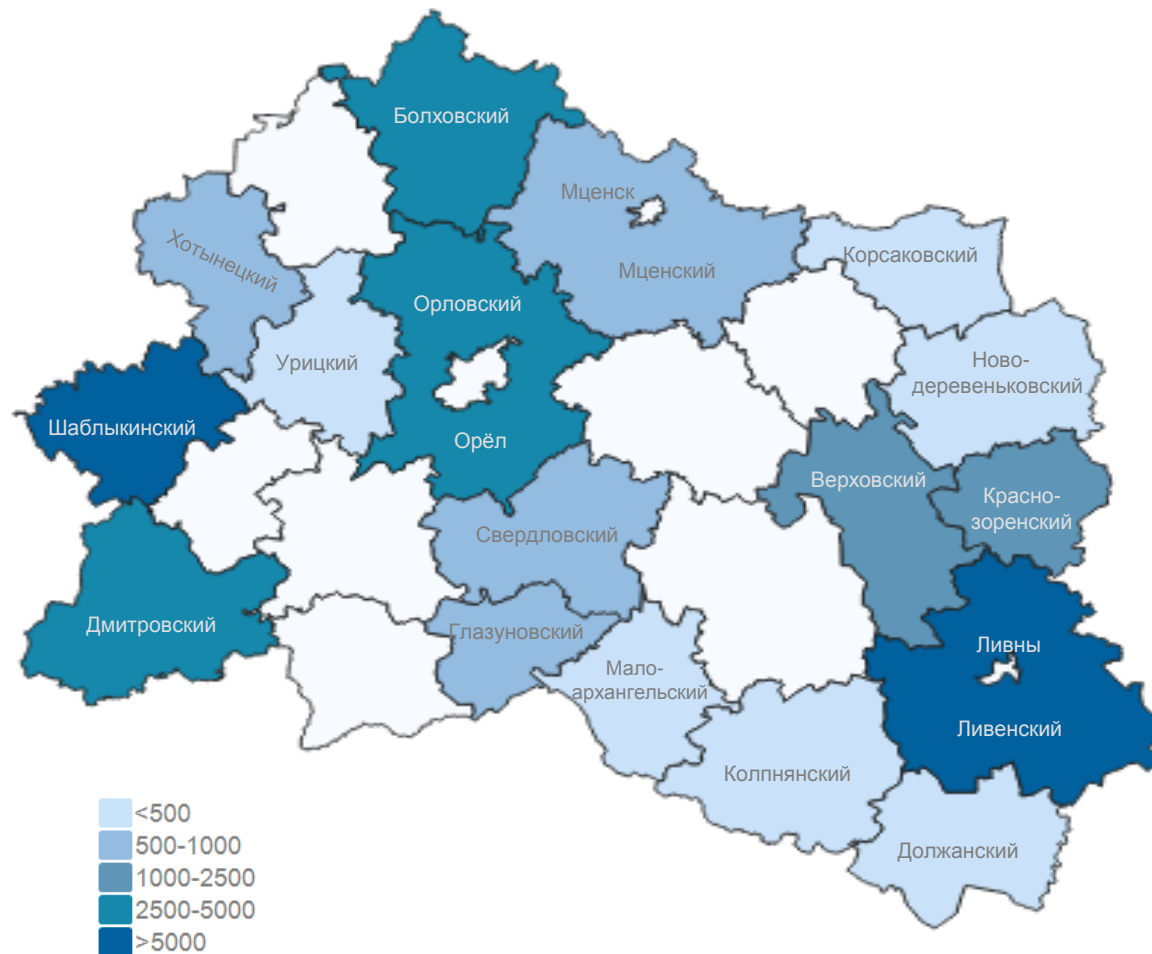 Болховский
Мценск
Хотынецкий
Корсаковский
Мценский
Орловский
Урицкий
Ново-
деревеньковский
Шаблыкинский
Орёл
Верховский
Красно-
зоренский
Свердловский
Дмитровский
Глазуновский
Ливны
Мало-
архангельский
Ливенский
Колпнянский
Должанский
<500
500-1000
1000-2500
2500-5000
>5000